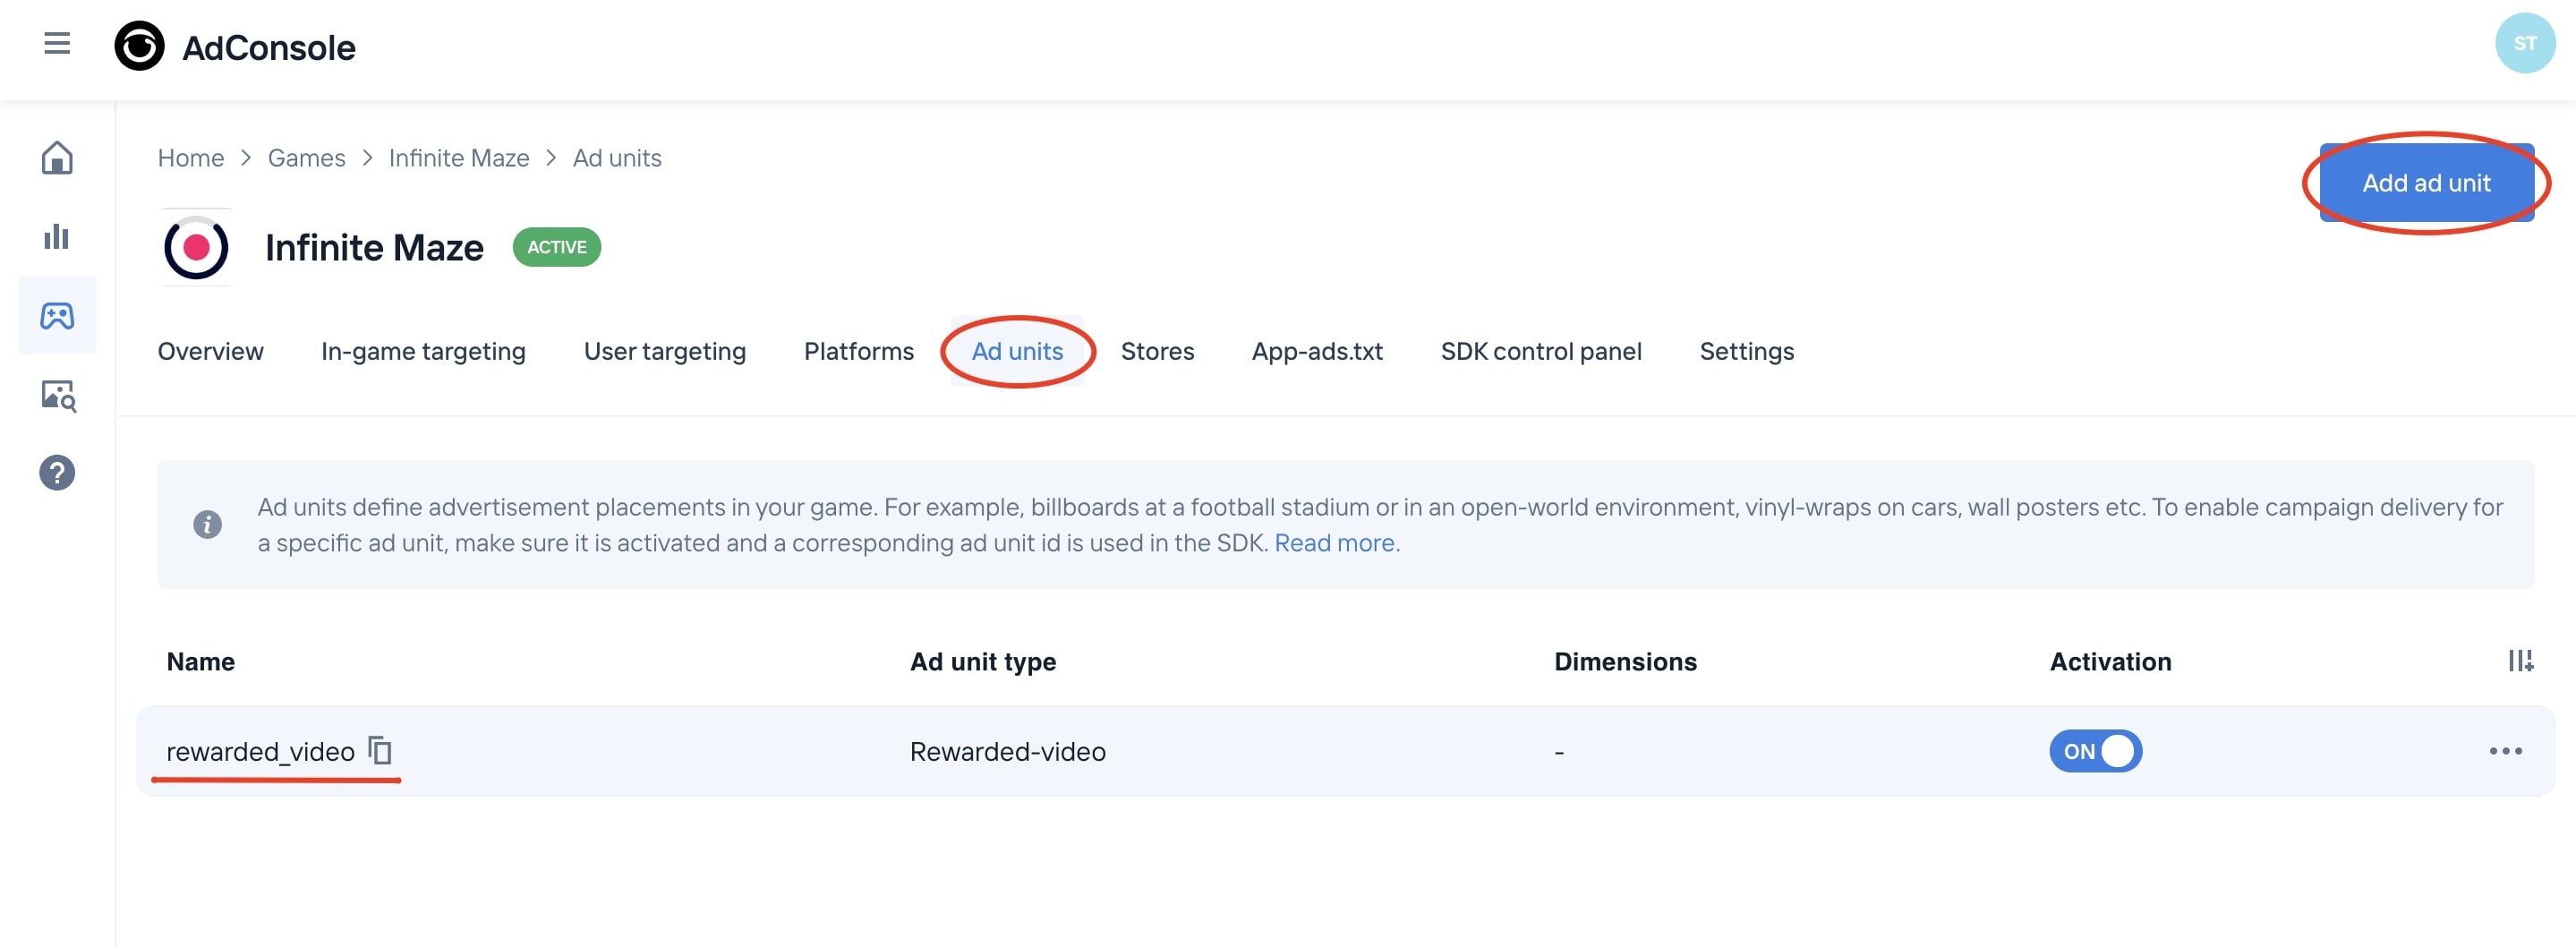 AdConsole
ST
Home > Games > Infinite Maze > Ad units
Add ad unit
Infinite Maze ACTIVE
Overview In-game targeting User targeting Platforms Ad units Stores App-ads.txt SDK control panel Settings
Ad units define advertisement placements in your game. For example, billboards at a football stadium or in an open-world environment, vinyl-wraps on cars, wall posters etc. To enable campaign delivery for
a specific ad unit, make sure it is activated and a corresponding ad unit id is used in the SDK. Read more.
Name Ad unit type Dimensions Activation
rewarded_video Rewarded-video - ON